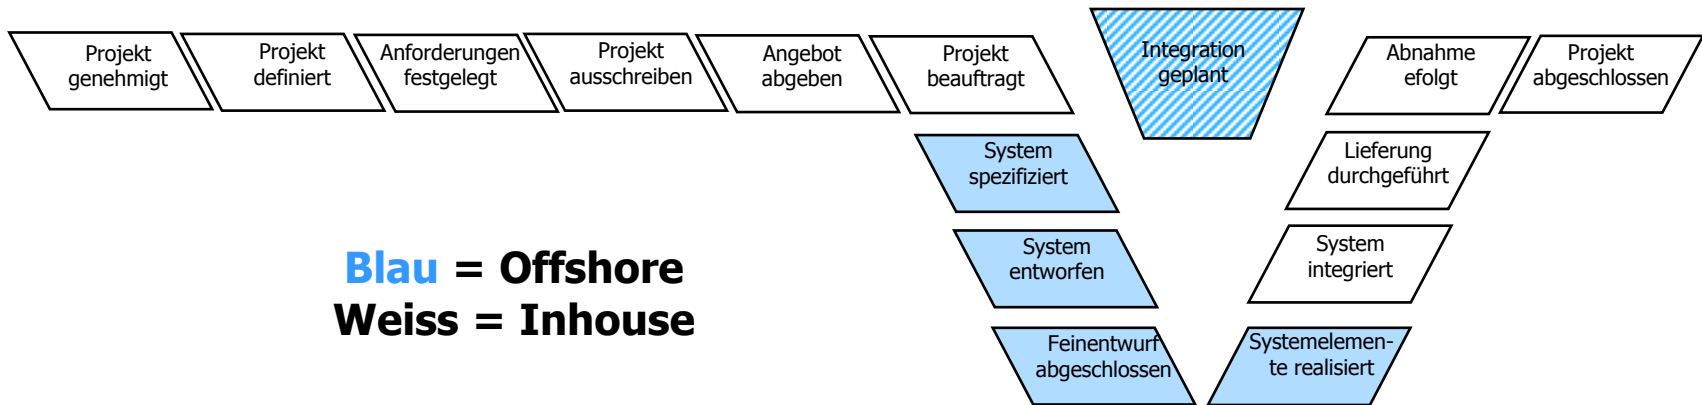 Projekt
genehmigt
Projekt
definiert
Anforderungen
festgelegt
Projekt
ausschreiben
Angebot
abgeben
Projekt
beauftragt
Integration
geplant
Abnahme
efolgt
Projekt
abgeschlossen
System
spezifiziert
Lieferung
durchgeführt
System
entworfen
System
integriert
Blau = Offshore
Weiss = Inhouse
Feinentwurf
abgeschlossen
Systemelemen-
te realisiert